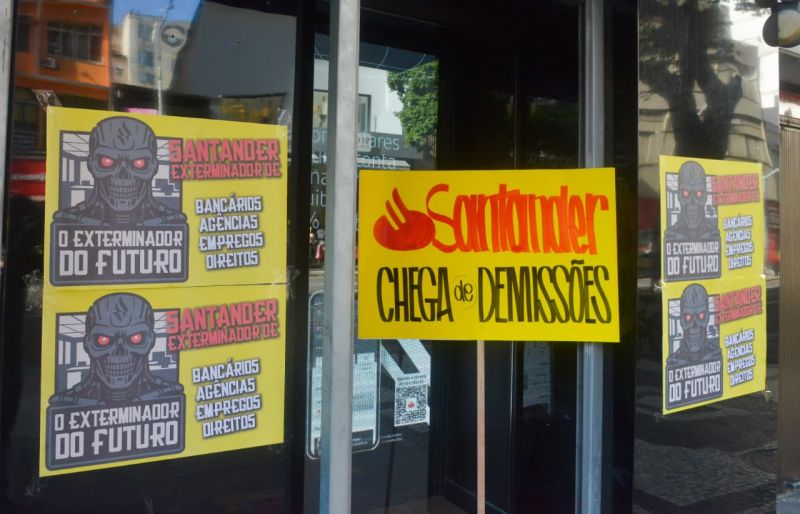 SANTANDER
EXTERMINADOR DE
BANCÁRIOS
AGÊNCIAS
EMPREGOS
DIREITOS
O EXTERMINADOR
DO FUTURO
SANTANDER
EXTERMINADOR DE
BANCÁRIOS
AGÊNCIAS
EMPREGOS
DIREITOS
O EXTERMINADOR
DO FUTURO
Santander
CHEGA de DEMISSÕES
SANTANDER
EXTERMINADOR DE
BANCÁRIOS
AGÊNCIAS
EMPREGOS
DIREITOS
O EXTERMINADOR
DO FUTURO
SANTANDER
EXTERMINADOR DE
BANCÁRIOS
AGÊNCIAS
EMPREGOS
DIREITOS
O EXTERMINADOR
DO FUTURO